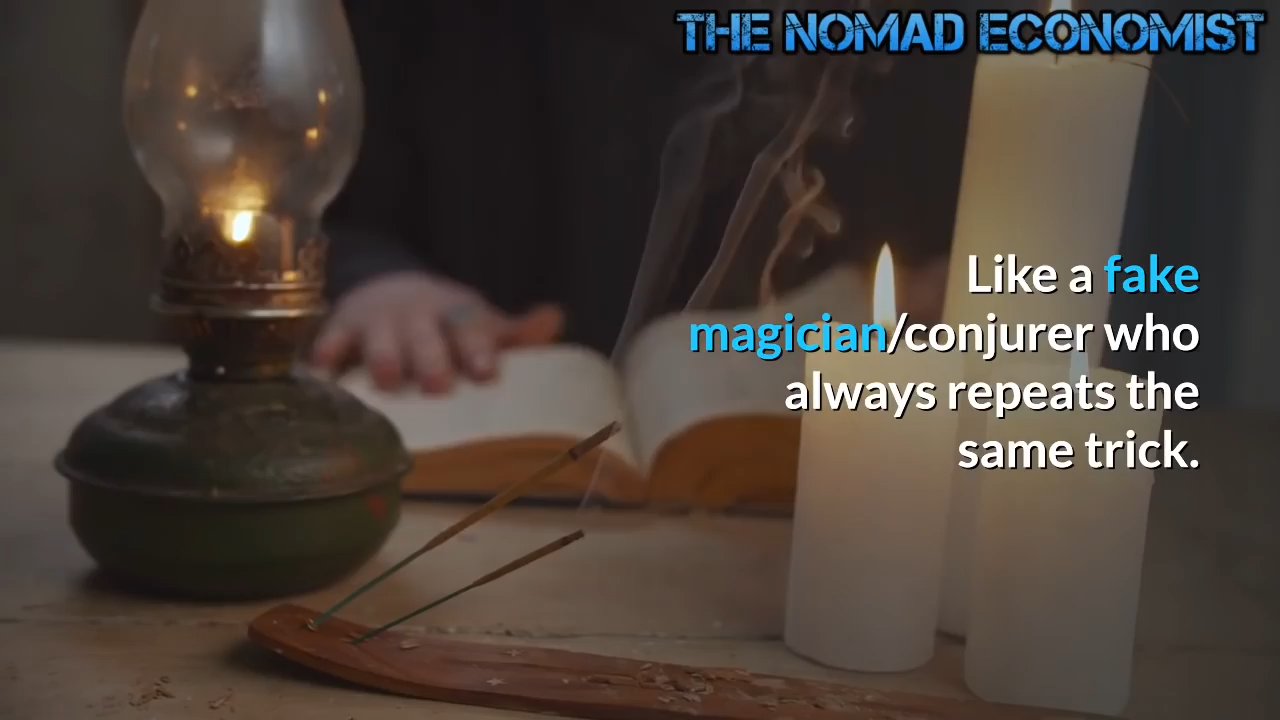 THE NOMAD ECONOMIST
Like a fake
magician/conjurer who
always repeats the
same trick.